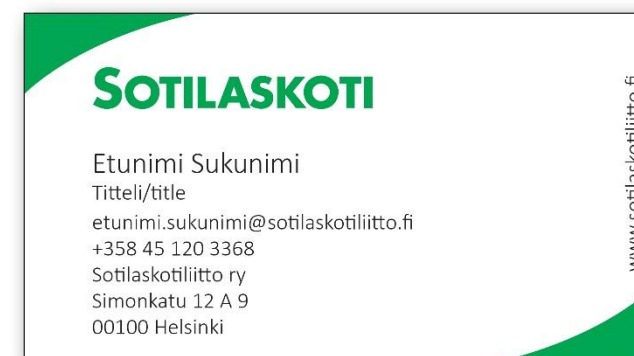 SOTILASKOTI
Etunimi Sukunimi
Titteli/title
etunimi.sukunimi@sotilaskotiliitto.fi
+358 45 120 3368
Sotilaskotiliitto ry
Simonkatu 12 A 9
00100 Helsinki
www.sotilaskotiliitto.fi